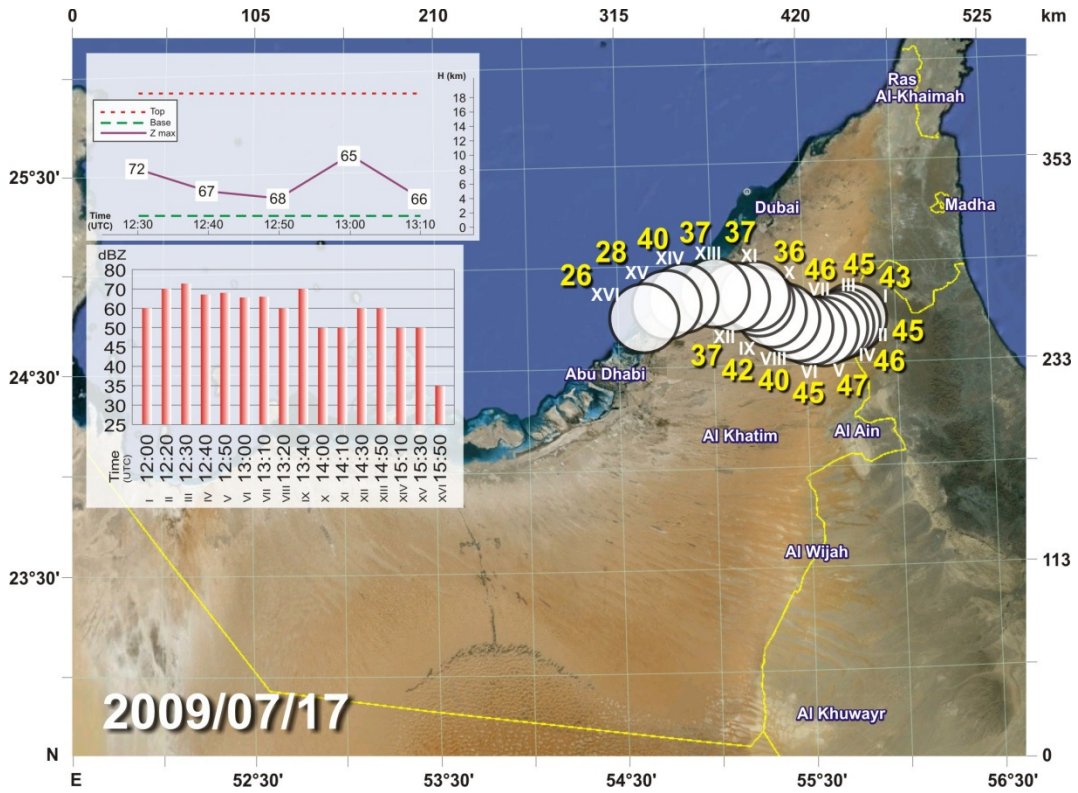 0 105 210 315 420 525 km
353
233
113
0
25°30'
24°30'
23°30'
N
E 52°30' 53°30' 54°30' 55°30' 56°30'
H (km)
18
16
14
12
10
8
6
4
2
0
Top
Base
Z max
72 67 68 65 66
Time
(UTC)
12:30 12:40 12:50 13:00 13:10
dBZ
80
70
60
50
45
40
35
30
25
Time
(UTC)
12:00 12:20 12:30 12:40 12:50 13:00 13:10 13:20 13:40 14:00 14:10 14:30 14:50 15:10 15:30 15:50
I II III IV V VI VII VIII IX X XI XII XIII XIV XV XVI
Ras
Al-Khaimah
Dubai
Madha
26 28 40 37 37 36 46 45 43
XVI XV XIV XIII XI X VII III I
XII IX VIII VI V IV II
37 42 40 45 47 46 45
Abu Dhabi
Al Khatim
Al Ain
Al Wijah
Al Khuwayr
2009/07/17